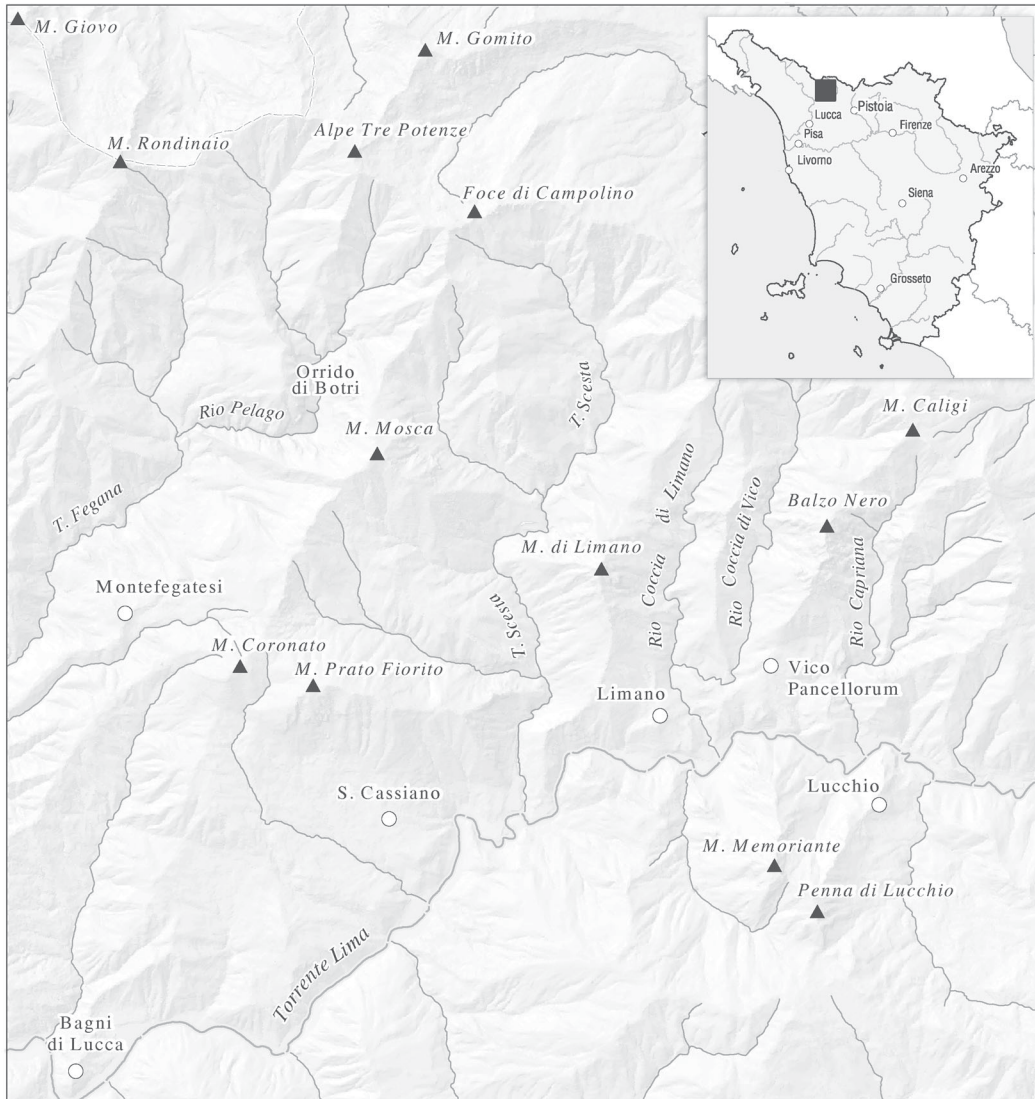 M. Giovo
M. Gomito
Alpe Tre Potenze
M. Rondinaio
Foce di Campolino
Pistoia
Lucca
Firenze
Pisa
Livorno
Arezzo
Siena
Grosseto
Orrido
di Botri
T. Scesta
Rio Pelago
M. Mosca
M. Caligi
T. Fegana
Rio Coccia di Limano
Rio Coccia di Vico
Balzo Nero
M. di Limano
Rio Capriana
Montefegatesi
T. Scesta
M. Coronato
M. Prato Fiorito
Vico
Pancellorum
Limano
S. Cassiano
Lucchio
M. Memoriante
Penna di Lucchio
Torrente Lima
Bagni
di Lucca